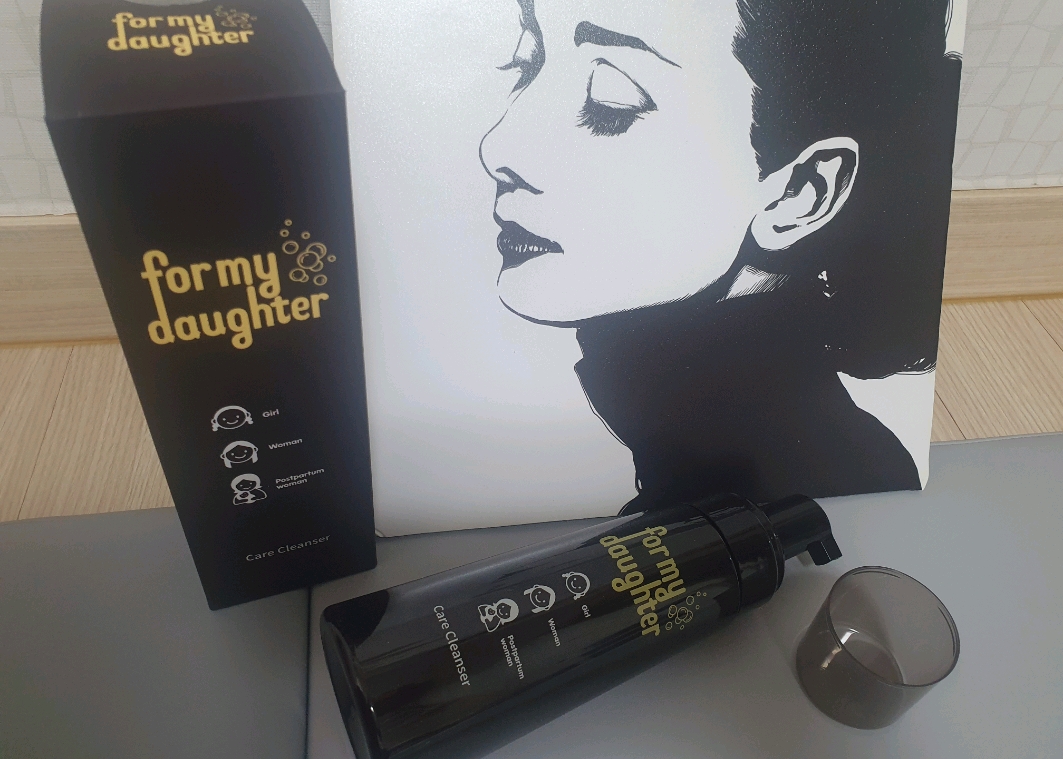 for my
daughter
for my
daughter
Girl
Woman
Postpartum
woman
Care Cleanser
for my
daughter
Girl
Woman
Postpartum
woman
Care Cleanser